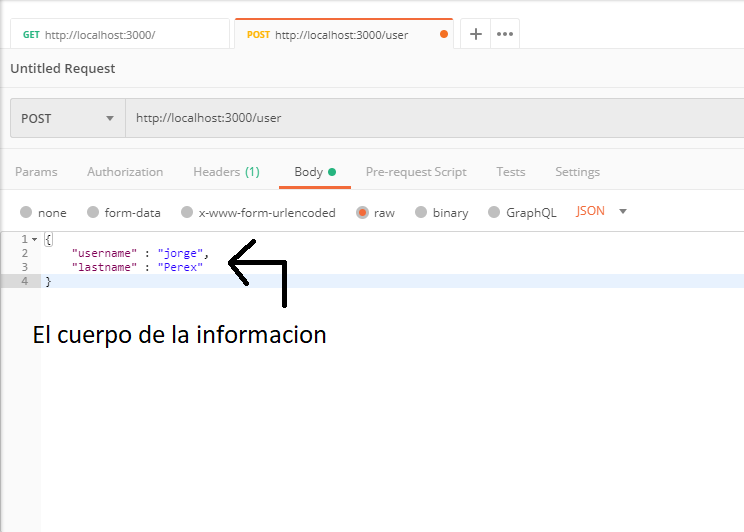 GET http://localhost:3000/
POST http://localhost:3000/user
+ •••
Untitled Request
POST http://localhost:3000/user
Params Authorization Headers (1) Body Pre-request Script Tests Settings
none form-data x-www-form-urlencoded raw binary GraphQL JSON
1 {
2 "username" : "jorge",
3 "lastname" : "Perex"
4 }
El cuerpo de la informacion